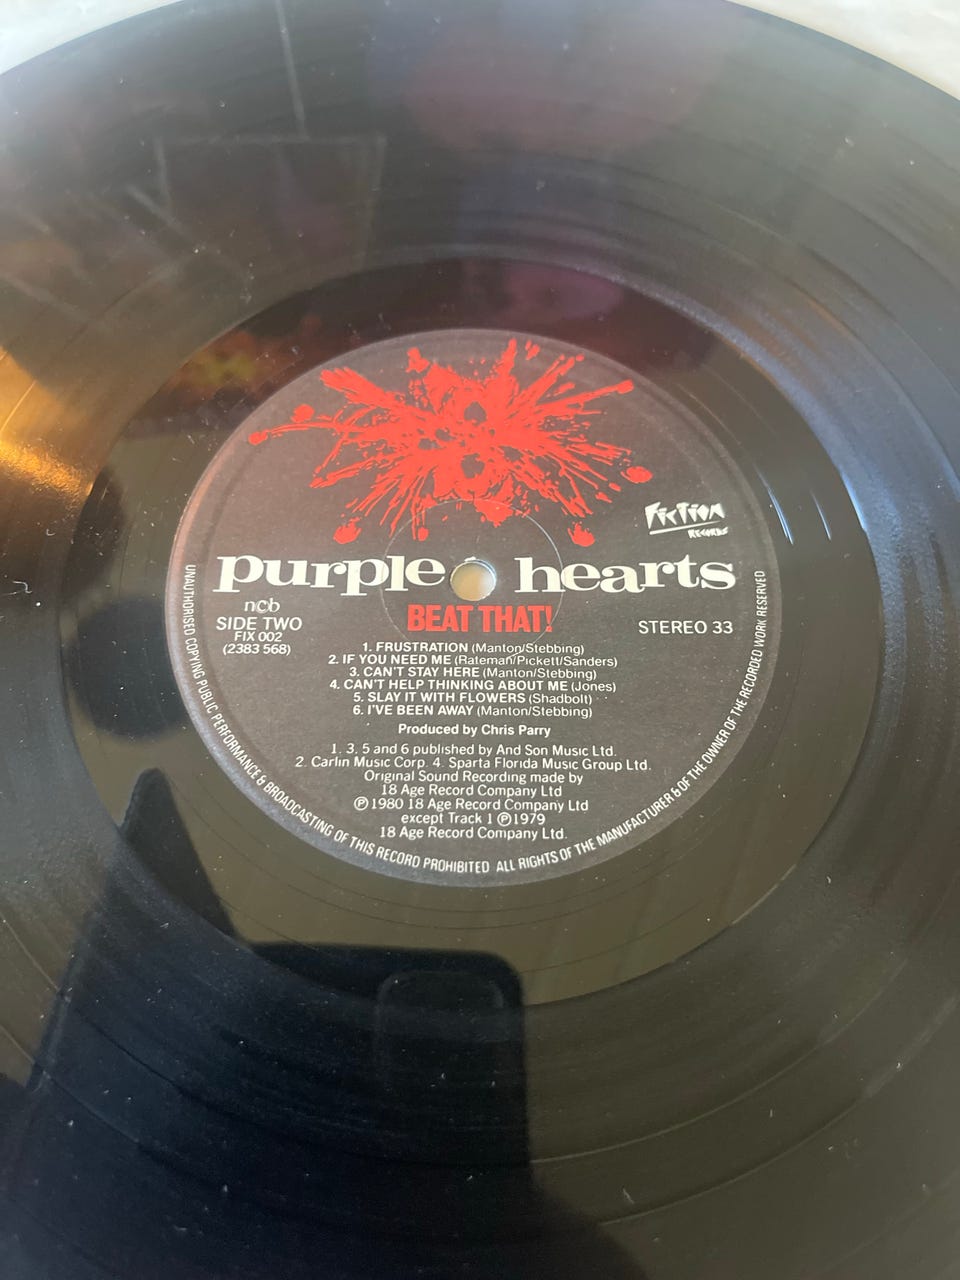 FICTION
RECORDS
purple hearts
BEAT THAT!
ncb
SIDE TWO
FIX 002
(2383 568)
STEREO 33
1. FRUSTRATION (Manton/Stebbing)
2. IF YOU NEED ME (Rateman/Pickett/Sanders)
3. CAN'T STAY HERE (Manton/Stebbing)
4. CAN'T HELP THINKING ABOUT ME (Jones)
5. SLAY IT WITH FLOWERS (Shadbolt)
6. I'VE BEEN AWAY (Manton/Stebbing)
Produced by Chris Parry
1. 3. 5 and 6 published by And Son Music Ltd.
2. Carlin Music Corp. 4. Sparta Florida Music Group Ltd.
Original Sound Recording made by
18 Age Record Company Ltd
℗ 1980 18 Age Record Company Ltd
except Track 1 ℗ 1979
18 Age Record Company Ltd.
UNAUTHORISED COPYING PUBLIC PERFORMANCE & BROADCASTING OF THIS RECORD PROHIBITED ALL RIGHTS OF THE MANUFACTURER & OF THE OWNER OF THE RECORDED WORK RESERVED